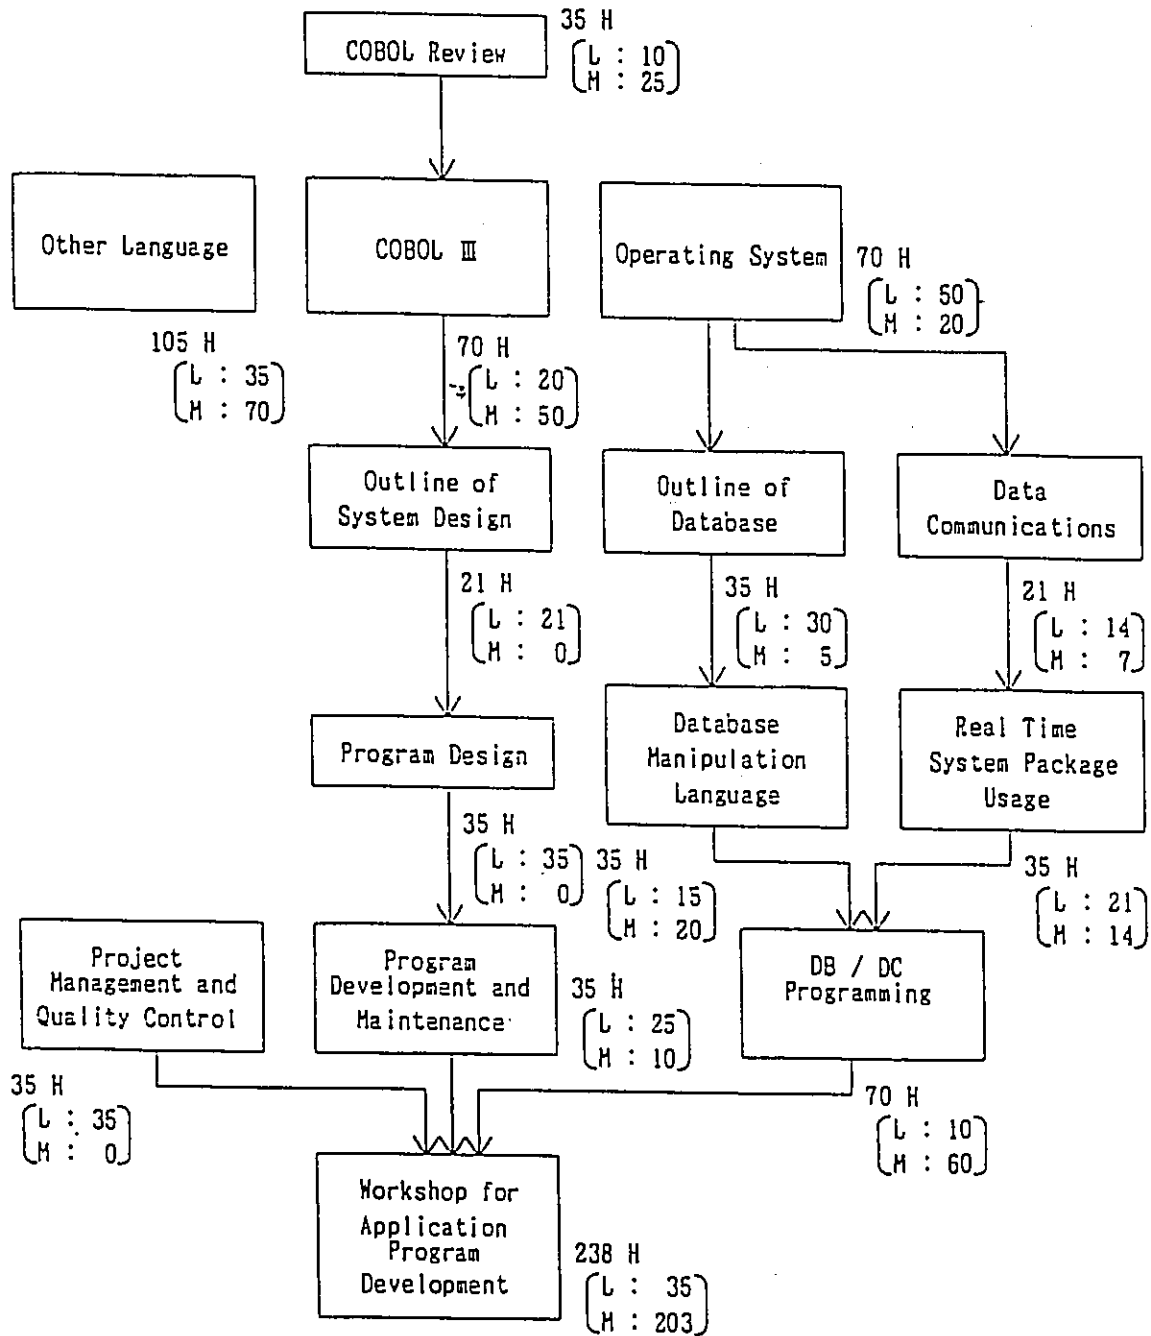 COBOL Review
35 H
L : 10
M : 25
Other Language
105 H
L : 35
M : 70
COBOL Ⅲ
70 H
L : 20
M : 50
Operating System
70 H
L : 50
M : 20
Outline of
System Design
21 H
L : 21
M : 0
Outline of
Database
35 H
L : 30
M : 5
Data
Communications
21 H
L : 14
M : 7
Program Design
35 H
L : 35
M : 0
Database
Manipulation
Language
35 H
L : 15
M : 20
Real Time
System Package
Usage
35 H
L : 21
M : 14
Project
Management and
Quality Control
35 H
L : 35
M : 0
Program
Development and
Maintenance
35 H
L : 25
M : 10
DB / DC
Programming
70 H
L : 10
M : 60
Workshop for
Application
Program
Development
238 H
L : 35
M : 203